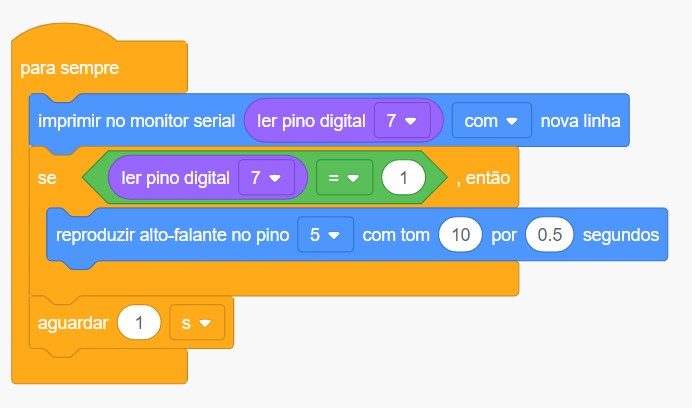 para sempre
imprimir no monitor serial ler pino digital 7 com nova linha
se ler pino digital 7 = 1 , então
reproduzir alto-falante no pino 5 com tom 10 por 0.5 segundos
aguardar 1 s